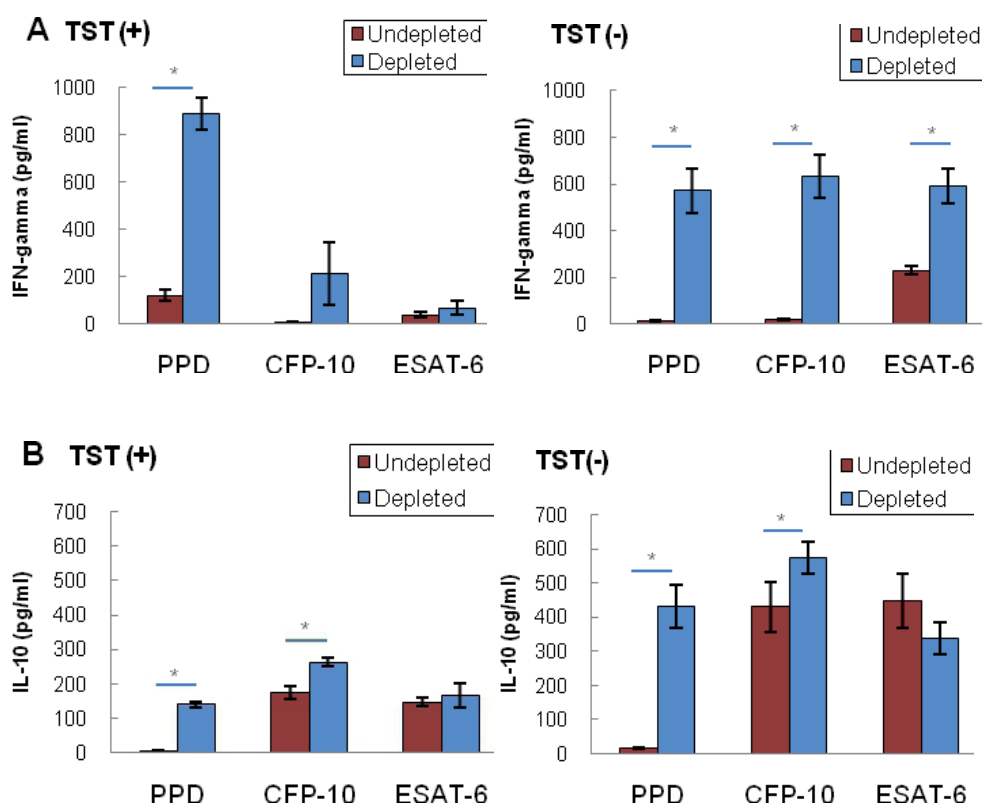 A TST (+)
Undepleted
Depleted
*
IFN-gamma (pg/ml)
1000
800
600
400
200
0
PPD CFP-10 ESAT-6
TST (-)
Undepleted
Depleted
* * *
IFN-gamma (pg/ml)
1000
800
600
400
200
0
PPD CFP-10 ESAT-6
B TST (+)
Undepleted
Depleted
* *
IL-10 (pg/ml)
700
600
500
400
300
200
100
0
PPD CFP-10 ESAT-6
TST(-)
Undepleted
Depleted
* *
IL-10 (pg/ml)
700
600
500
400
300
200
100
0
PPD CFP-10 ESAT-6